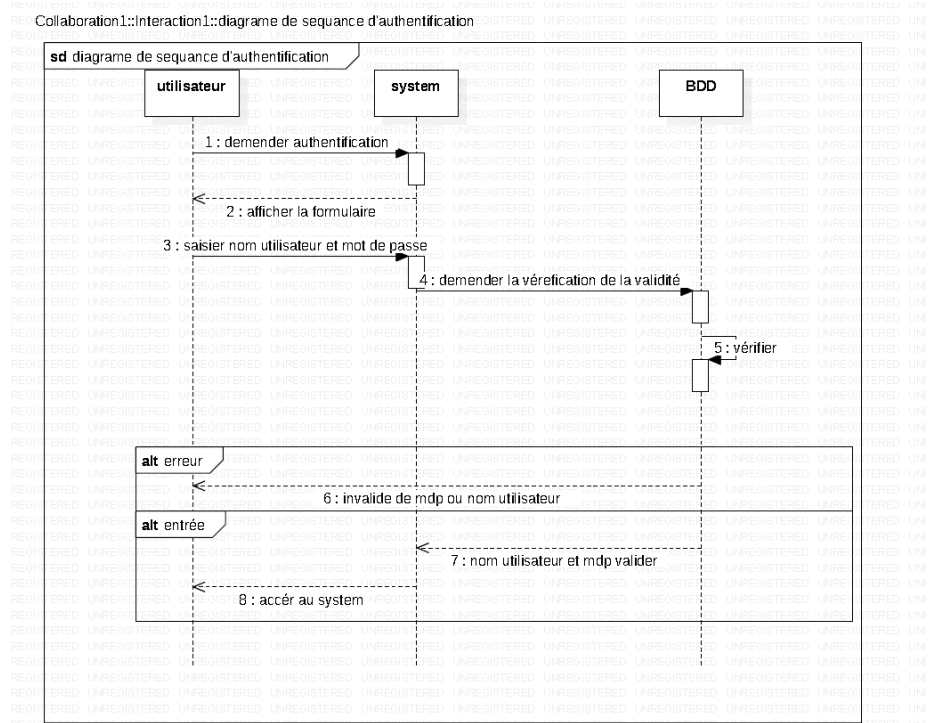 Collaboration1::Interaction1::diagrame de sequance d'authentification
sd diagrame de sequance d'authentification
utilisateur
system
BDD
1 : demender authentification
2 : afficher la formulaire
3 : saisier nom utilisateur et mot de passe
4 : demender la vérefication de la validité
5 : vérifier
alt erreur
6 : invalide de mdp ou nom utilisateur
alt entrée
7 : nom utilisateur et mdp valider
8 : accér au system